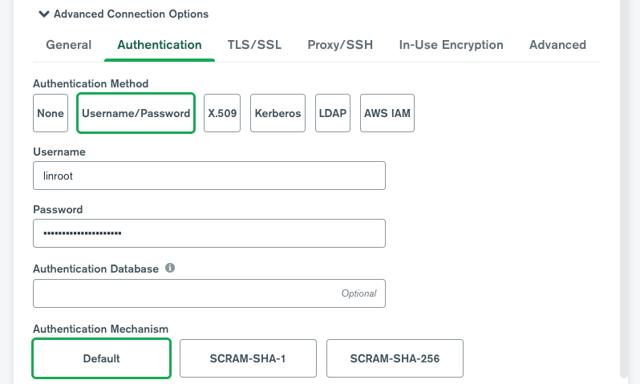 Advanced Connection Options
General Authentication TLS/SSL Proxy/SSH In-Use Encryption Advanced
Authentication Method
None Username/Password X.509 Kerberos LDAP AWS IAM
Username
linroot
Password
•••••••••••••••••••••
Authentication Database
Optional
Authentication Mechanism
Default SCRAM-SHA-1 SCRAM-SHA-256